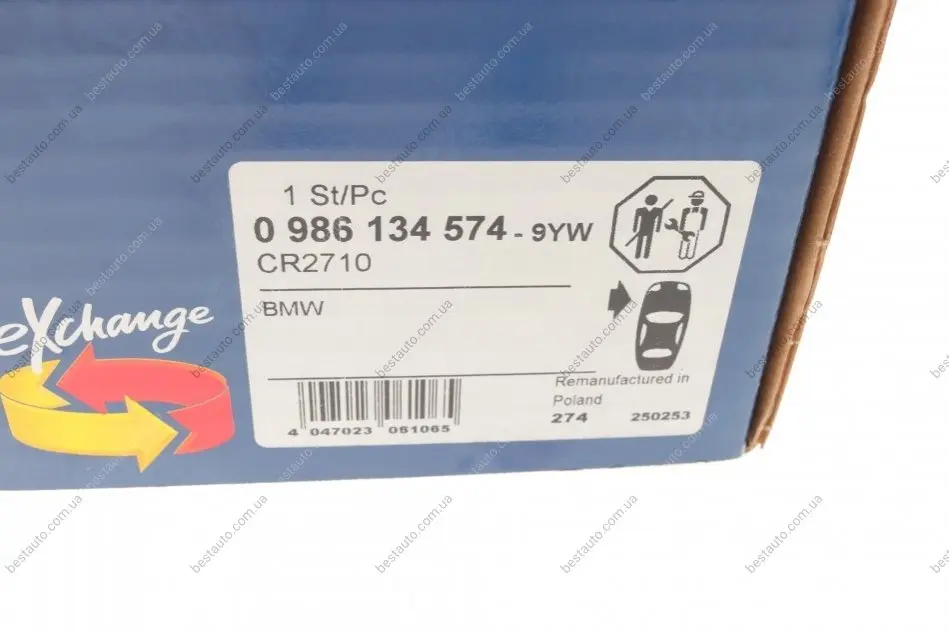 1 St/Pc
0 986 134 574 - 9YW
CR2710
BMW
eXchange
Remanufactured in
Poland
274 250253
4 047023 061065
bestauto.com.ua